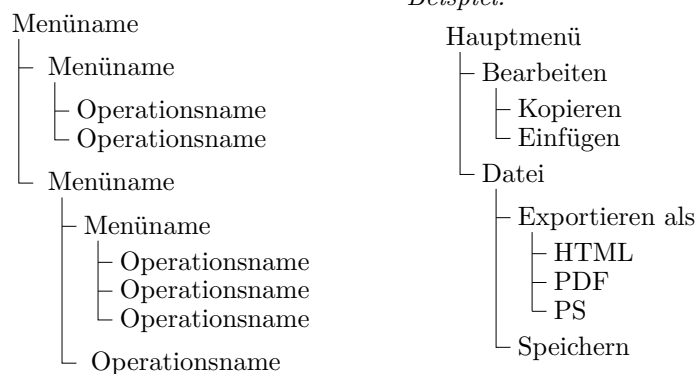 Beispiel:
Menüname
Menüname
Operationsname
Operationsname
Menüname
Menüname
Operationsname
Operationsname
Operationsname
Operationsname
Hauptmenü
Bearbeiten
Kopieren
Einfügen
Datei
Exportieren als
HTML
PDF
PS
Speichern